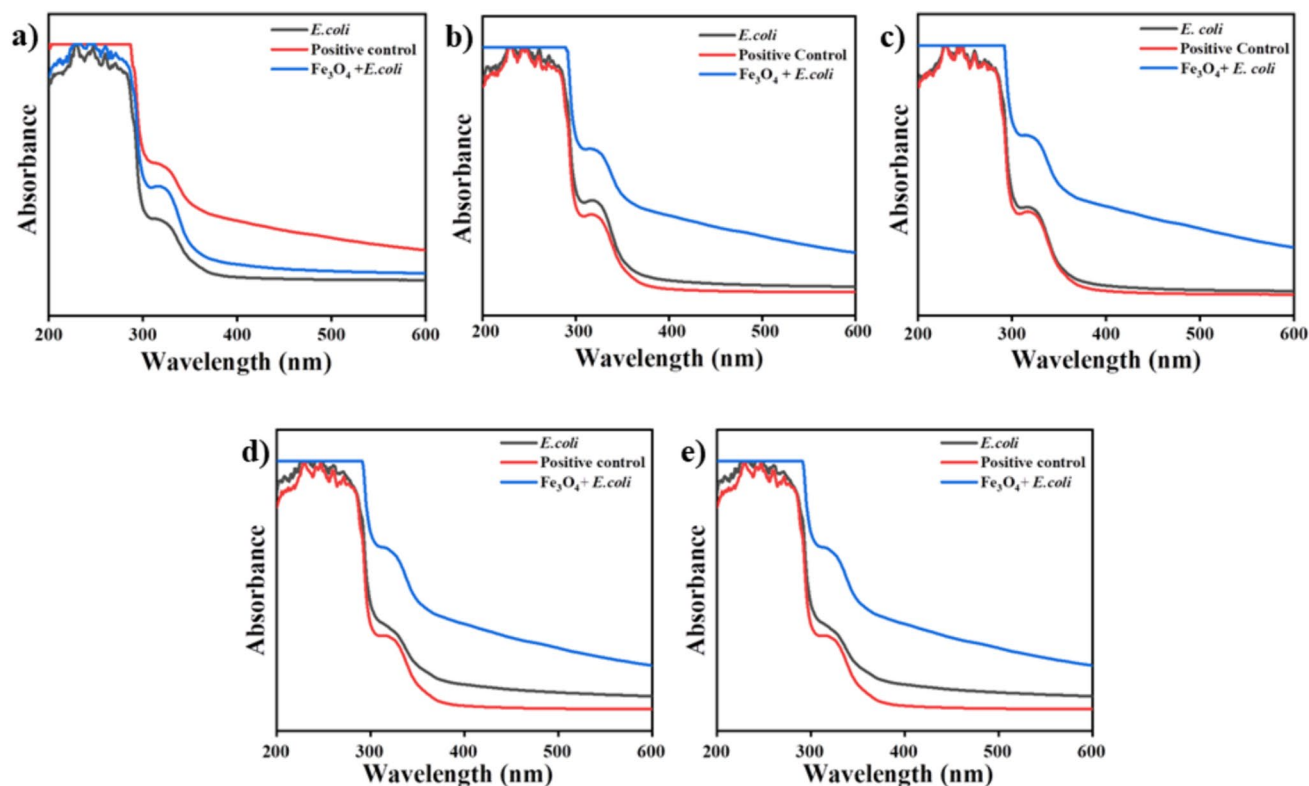 a)
E.coli
Positive control
Fe₃O₄ +E.coli
Absorbance
200 300 400 500 600
Wavelength (nm)
b)
E.coli
Positive Control
Fe₃O₄ + E.coli
Absorbance
200 300 400 500 600
Wavelength (nm)
c)
E.coli
Positive Control
Fe₃O₄+ E. coli
Absorbance
200 300 400 500 600
Wavelength (nm)
d)
E.coli
Positive control
Fe₃O₄+ E.coli
Absorbance
200 300 400 500 600
Wavelength (nm)
e)
E.coli
Positive control
Fe₃O₄+ E.coli
Absorbance
200 300 400 500 600
Wavelength (nm)